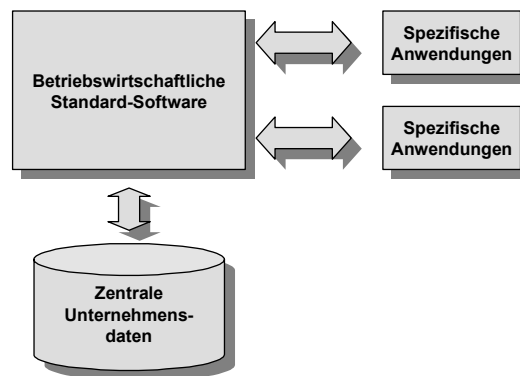 Spezifische
Anwendungen
Betriebswirtschaftliche
Standard-Software
Spezifische
Anwendungen
Zentrale
Unternehmens-
daten